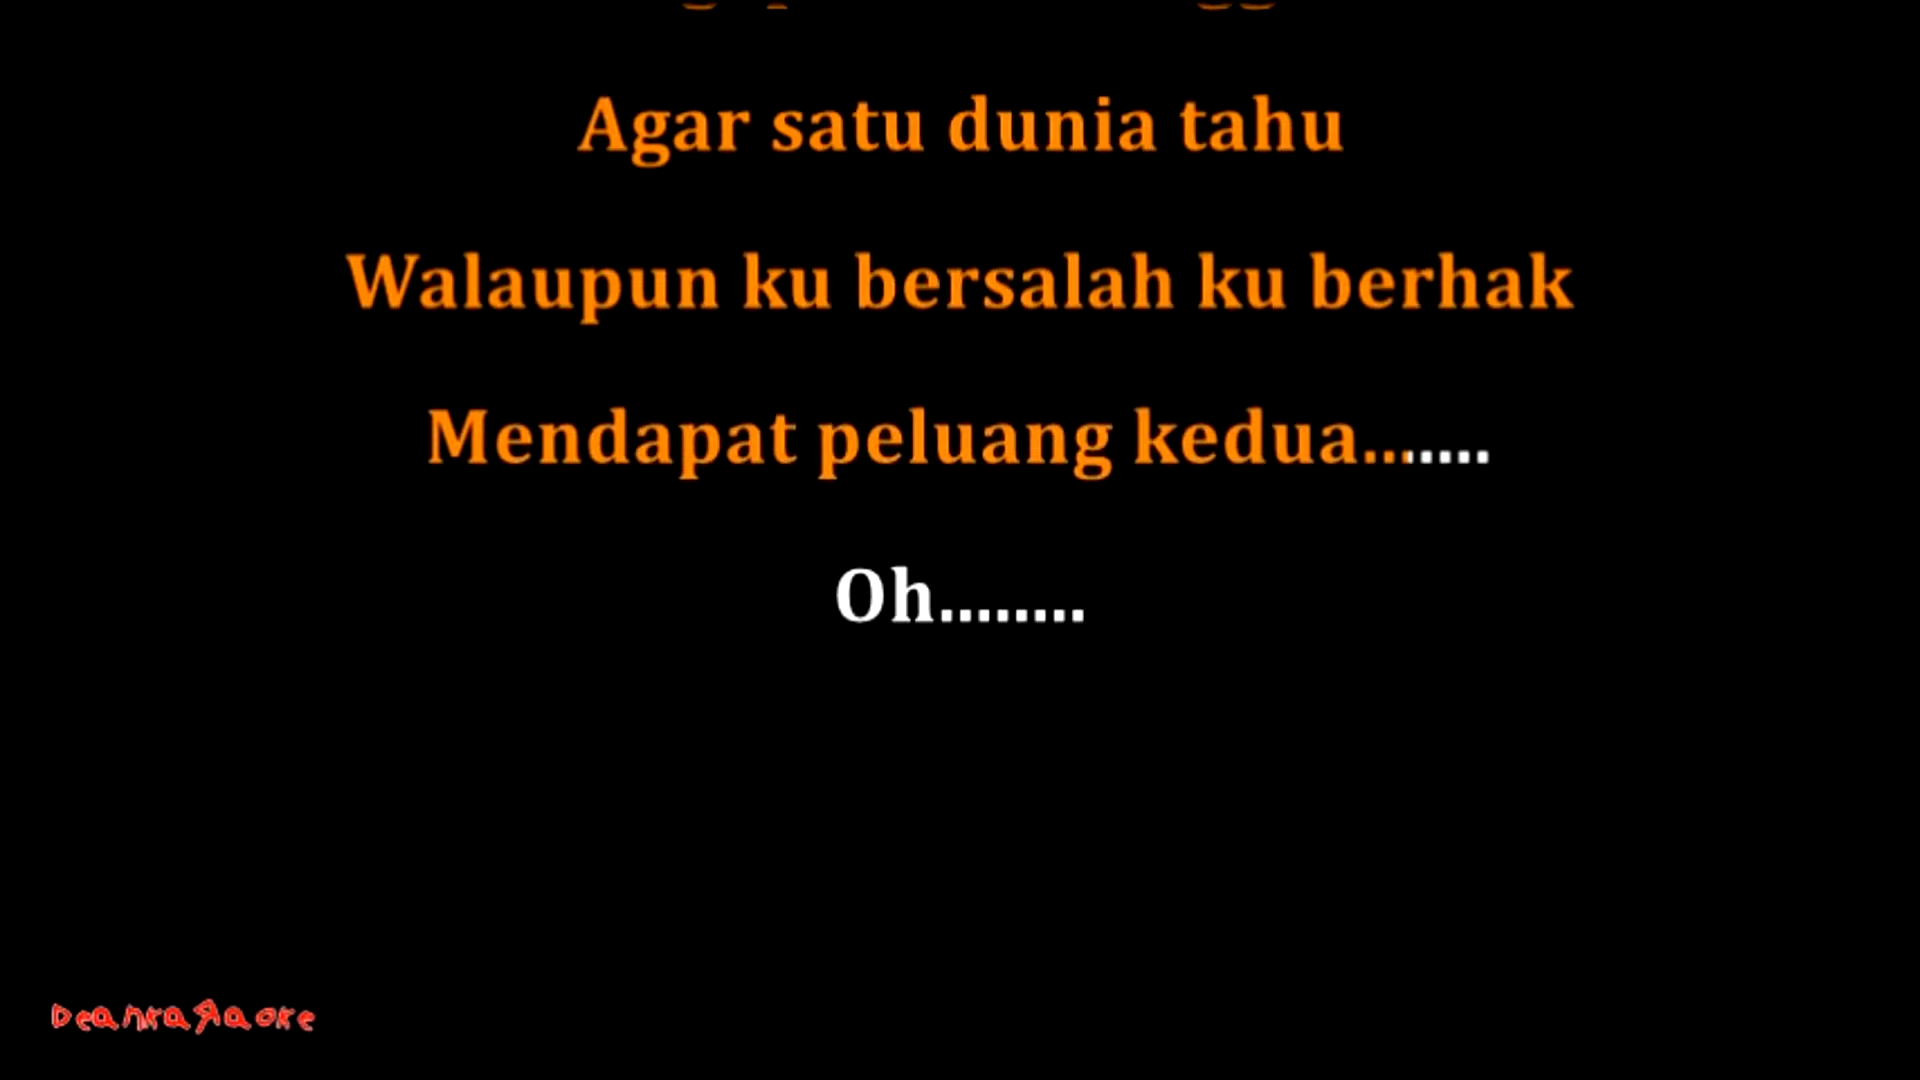 Agar satu dunia tahu
Walaupun ku bersalah ku berhak
Mendapat peluang kedua.......
Oh........
Deankaraoke